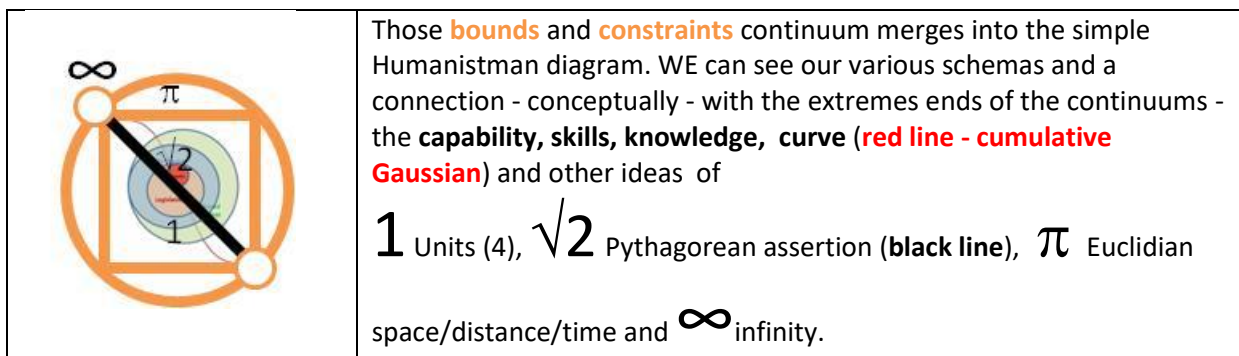 ∞
π
√2
1
Those bounds and constraints continuum merges into the simple
Humanistman diagram. WE can see our various schemas and a
connection - conceptually - with the extremes ends of the continuums -
the capability, skills, knowledge, curve (red line - cumulative
Gaussian) and other ideas of
1 Units (4), √2 Pythagorean assertion (black line), π Euclidian
space/distance/time and ∞ infinity.